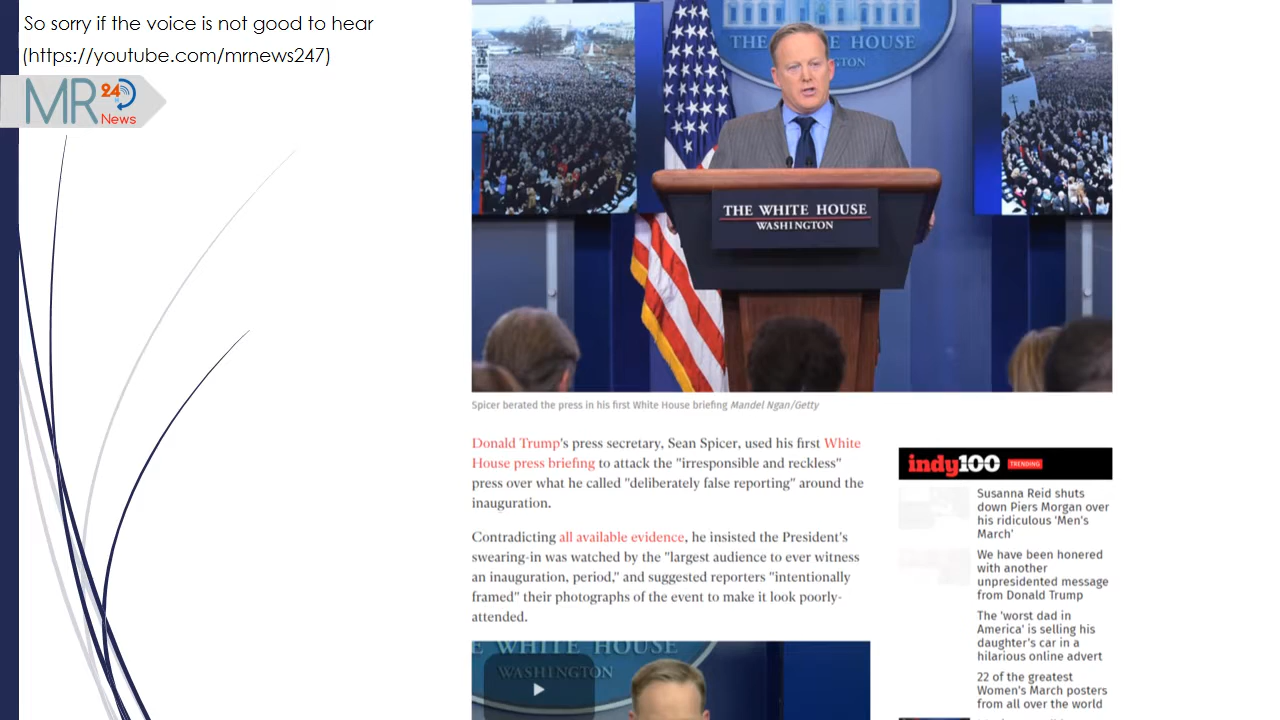 So sorry if the voice is not good to hear
(https://youtube.com/mrnews247)
MR 24
News
THE WHITE HOUSE
THE WHITE HOUSE
WASHINGTON
Spicer berated the press in his first White House briefing Mandel Ngan/Getty
Donald Trump's press secretary, Sean Spicer, used his first White
House press briefing to attack the "irresponsible and reckless"
press over what he called "deliberately false reporting" around the
inauguration.
Contradicting all available evidence, he insisted the President's
swearing-in was watched by the "largest audience to ever witness
an inauguration, period," and suggested reporters "intentionally
framed" their photographs of the event to make it look poorly-
attended.
WHITE HOUSE
WASHINGTON
indy100 TRENDING
Susanna Reid shuts
down Piers Morgan over
his ridiculous 'Men's
March'
We have been honored
with another
unpresidented message
from Donald Trump
The 'worst dad in
America' is selling his
daughter's car in a
hilarious online advert
22 of the greatest
Women's March posters
from all over the world